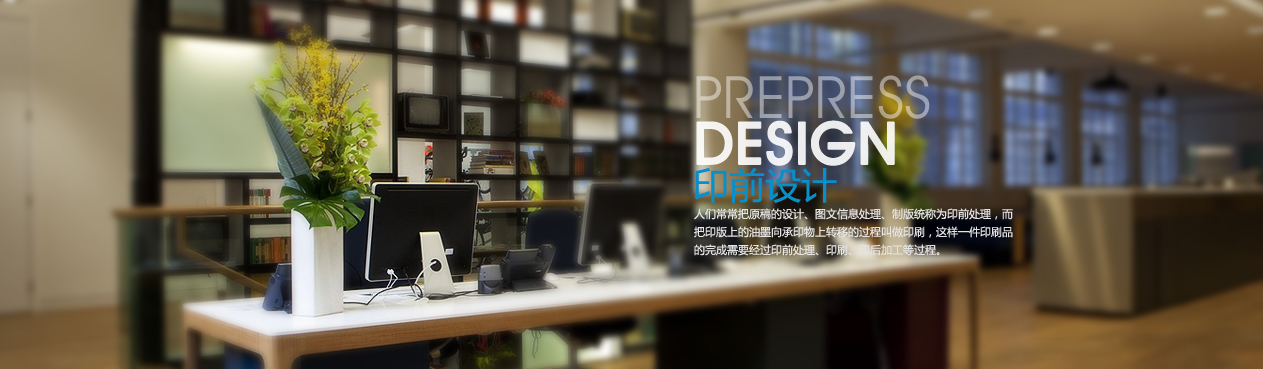 PREPRESS
DESIGN
印前设计
人们常常把原稿的设计、图文信息处理、制版统称为印前处理，而
把印版上的油墨向承印物上转移的过程叫做印刷，这样一件印刷品
的完成需要经过印前处理、印刷、印后加工等过程。